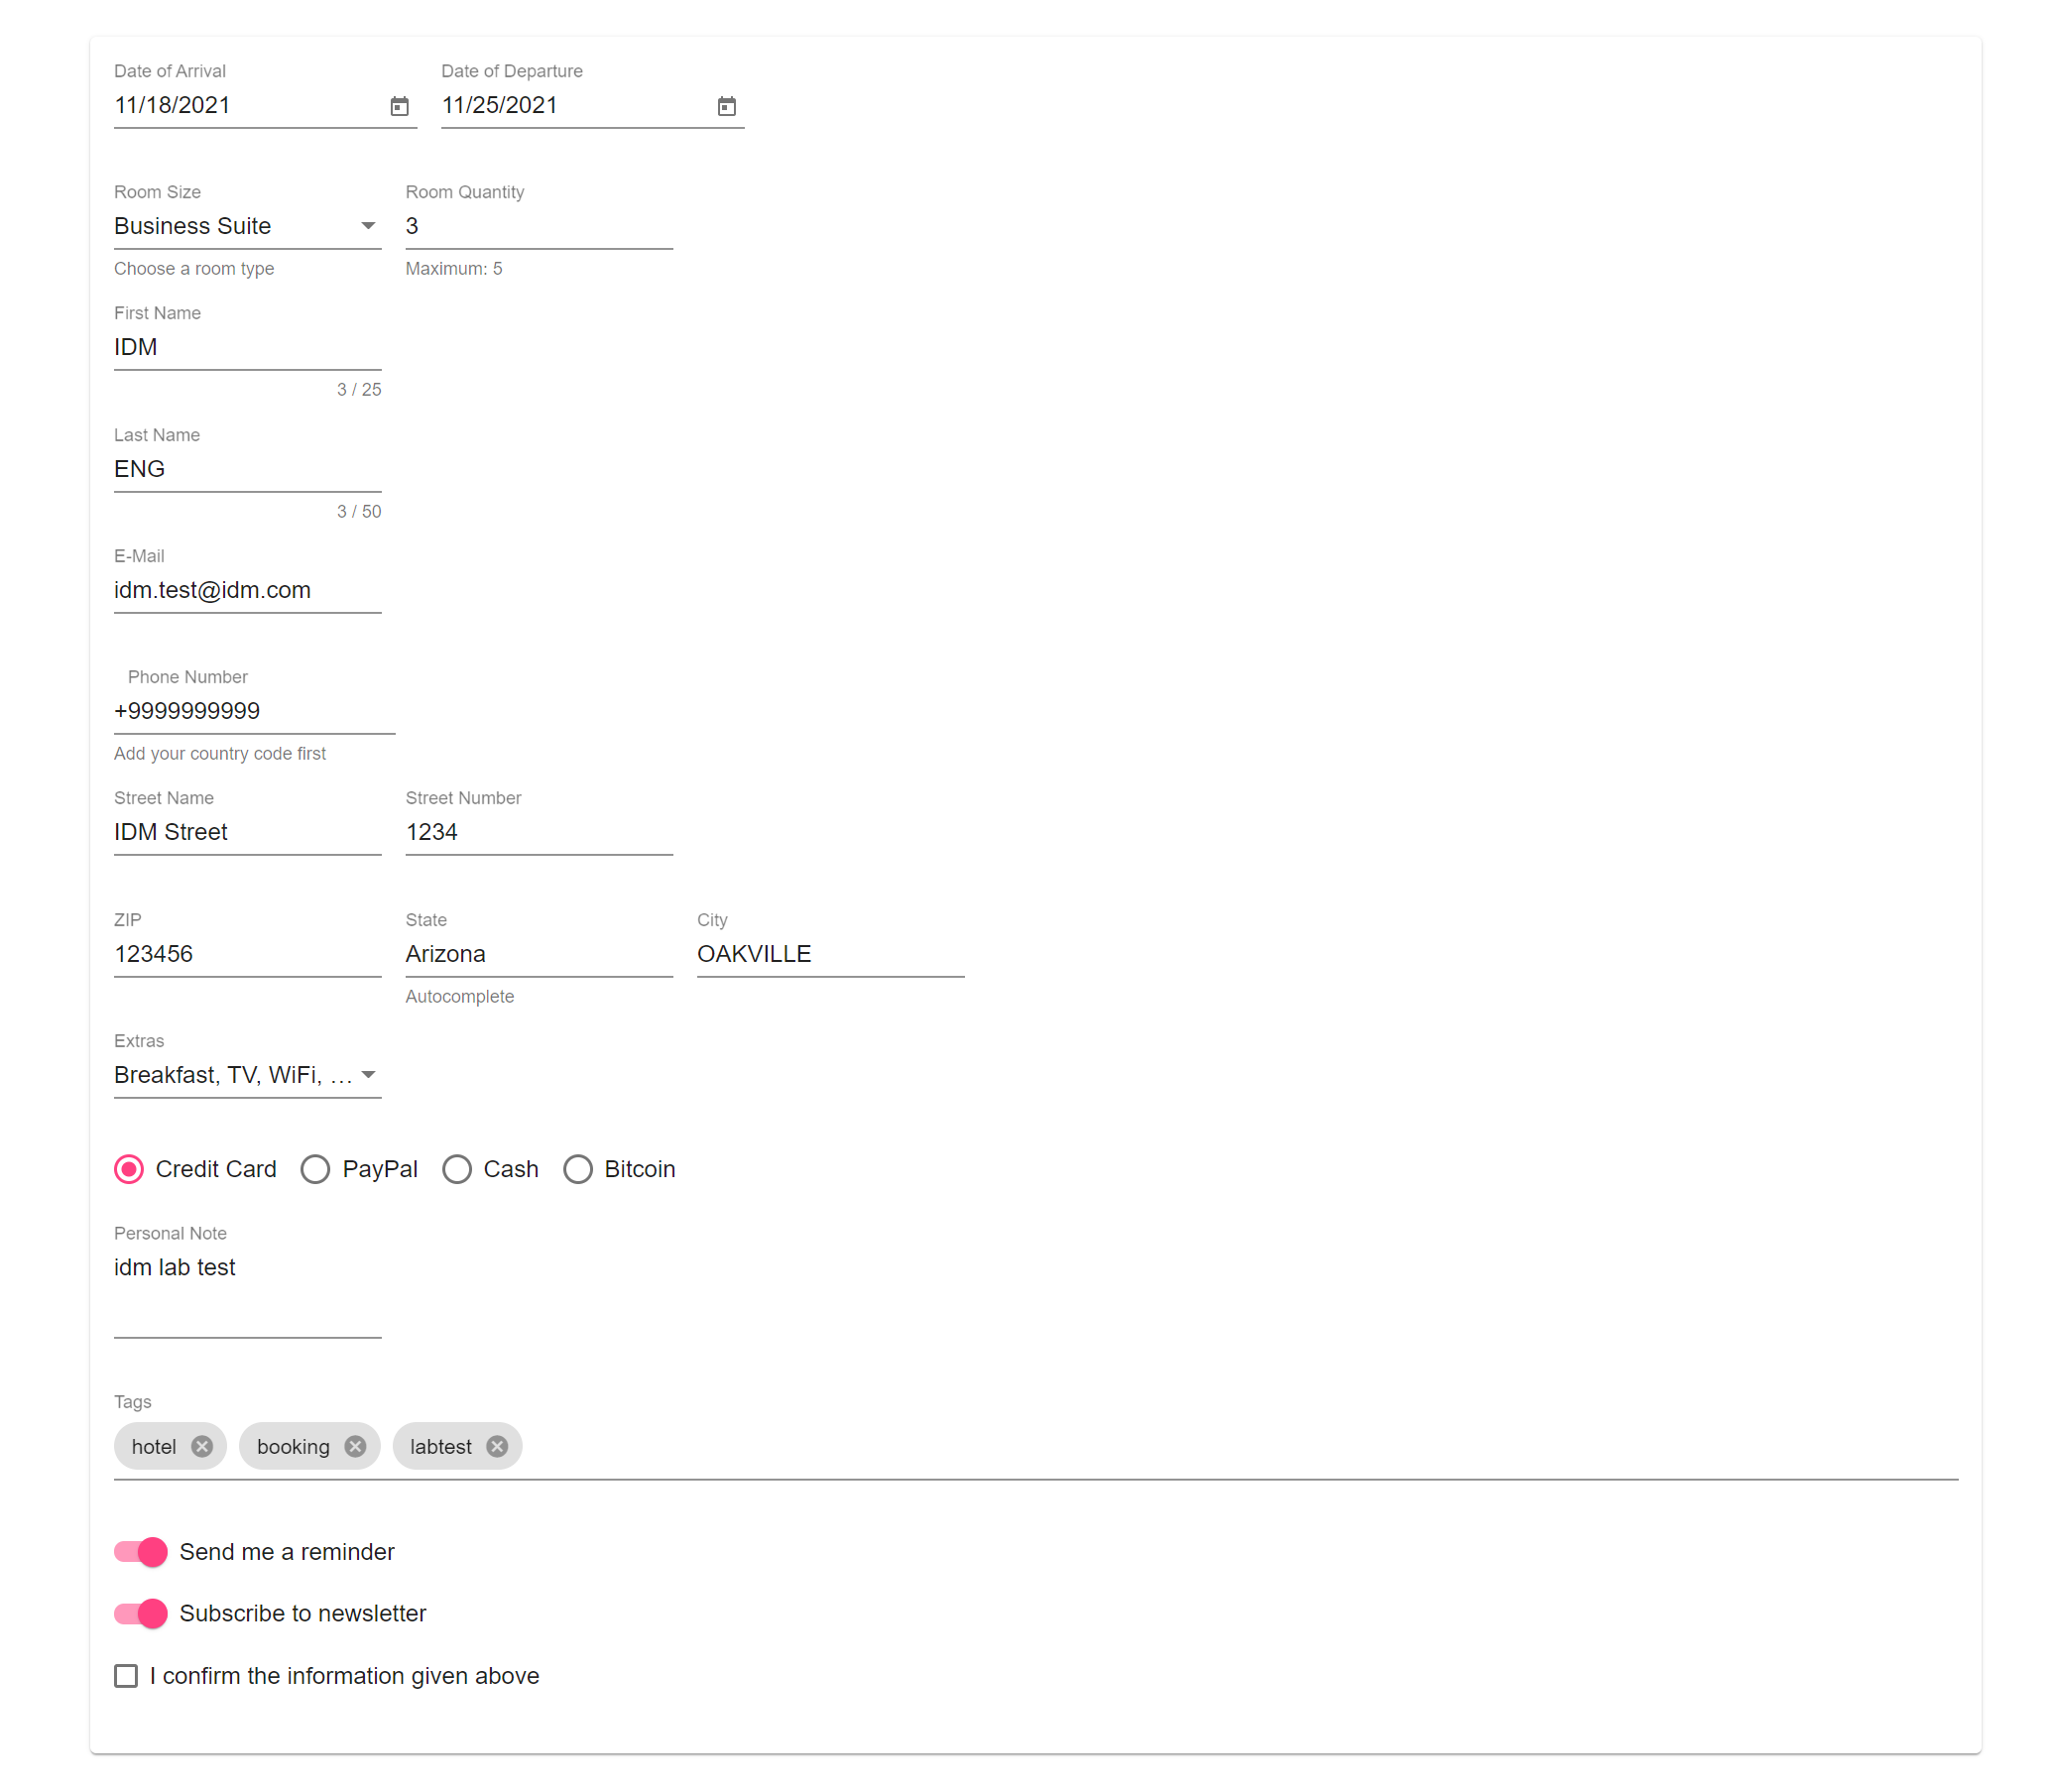 Date of Arrival Date of Departure
11/18/2021 11/25/2021
Room Size Room Quantity
Business Suite 3
Choose a room type Maximum: 5
First Name
IDM
3 / 25
Last Name
ENG
3 / 50
E-Mail
idm.test@idm.com
Phone Number
+9999999999
Add your country code first
Street Name Street Number
IDM Street 1234
ZIP State City
123456 Arizona OAKVILLE
Autocomplete
Extras
Breakfast, TV, WiFi, ...
Credit Card PayPal Cash Bitcoin
Personal Note
idm lab test
Tags
hotel booking labtest
Send me a reminder
Subscribe to newsletter
I confirm the information given above